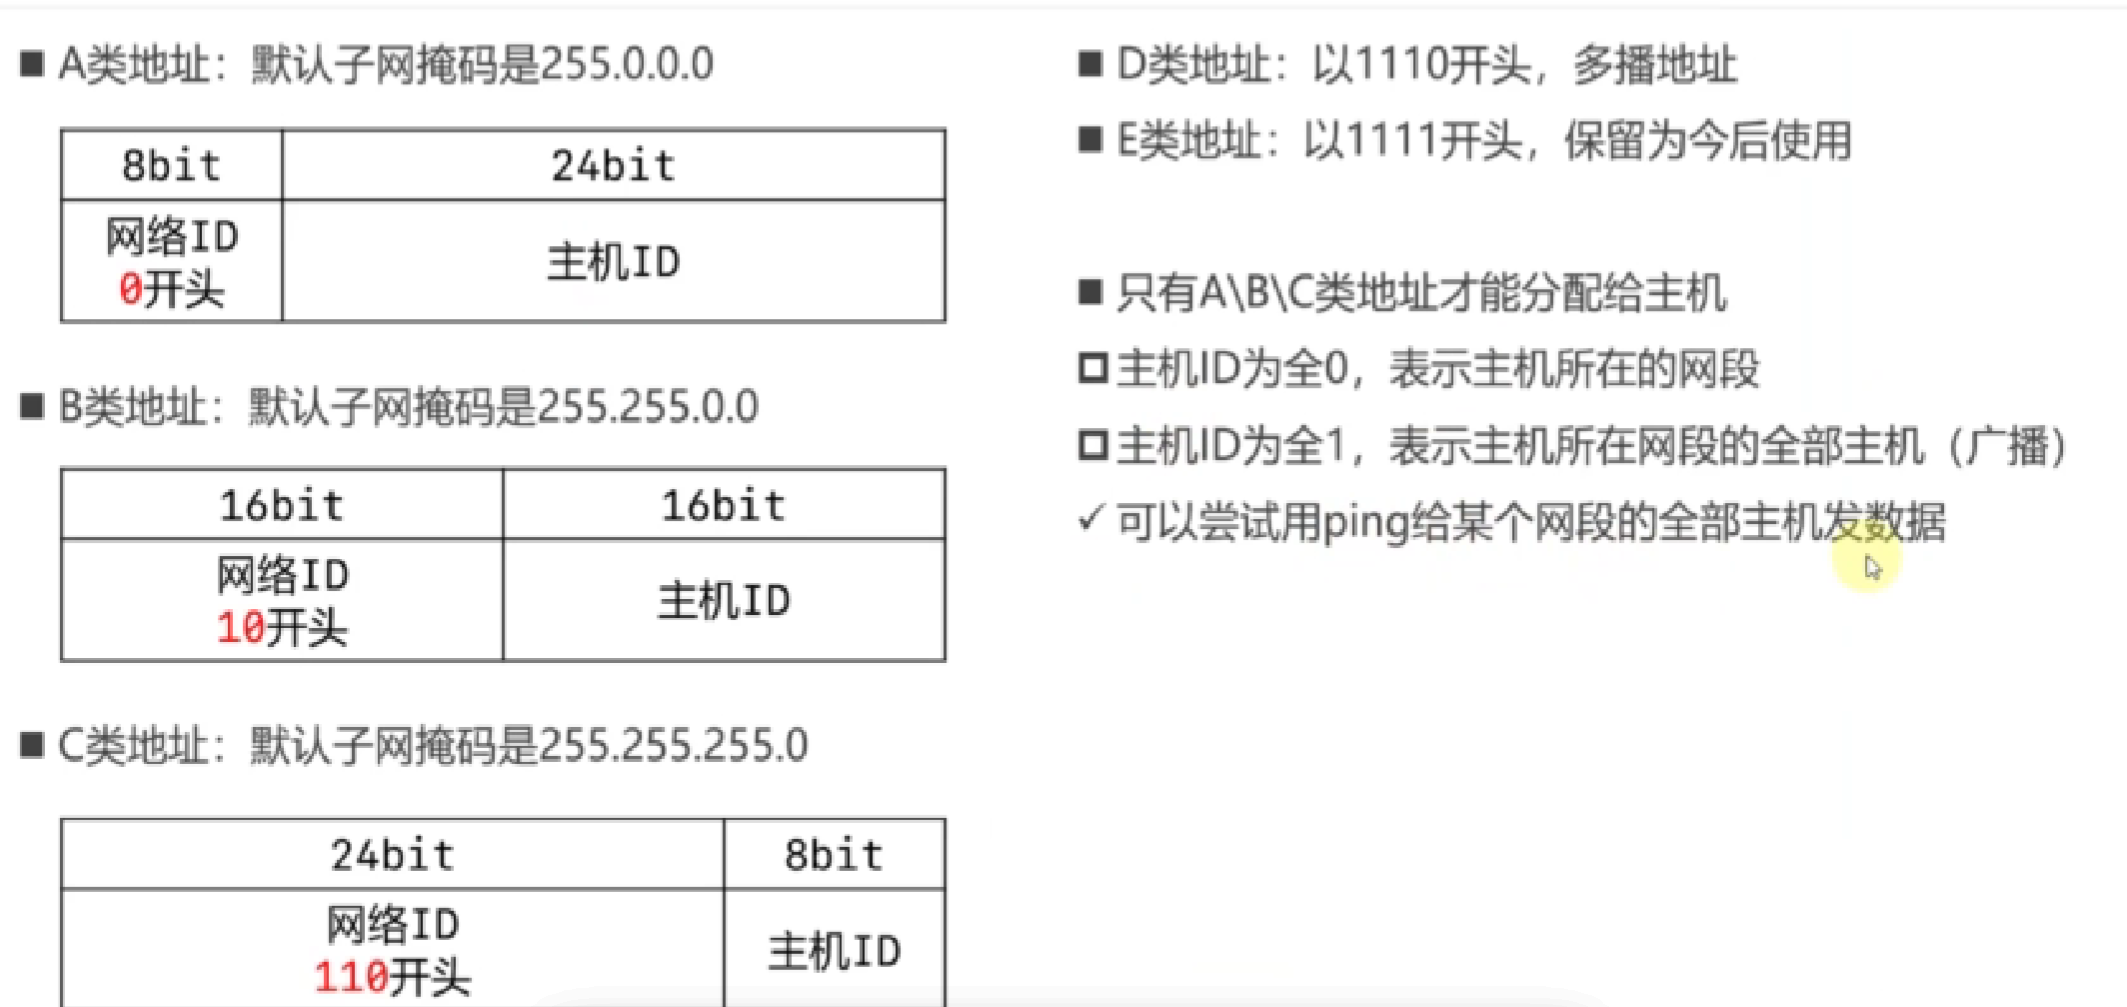 ■ A类地址：默认子网掩码是255.0.0.0
8bit 24bit
网络ID
0开头
主机ID
■ B类地址：默认子网掩码是255.255.0.0
16bit 16bit
网络ID
10开头
主机ID
■ C类地址：默认子网掩码是255.255.255.0
24bit 8bit
网络ID
110开头
主机ID
■ D类地址：以1110开头，多播地址
■ E类地址：以1111开头，保留为今后使用
■ 只有A\B\C类地址才能分配给主机
主机ID为全0，表示主机所在的网段
主机ID为全1，表示主机所在网段的全部主机（广播）
✓ 可以尝试用ping给某个网段的全部主机发数据